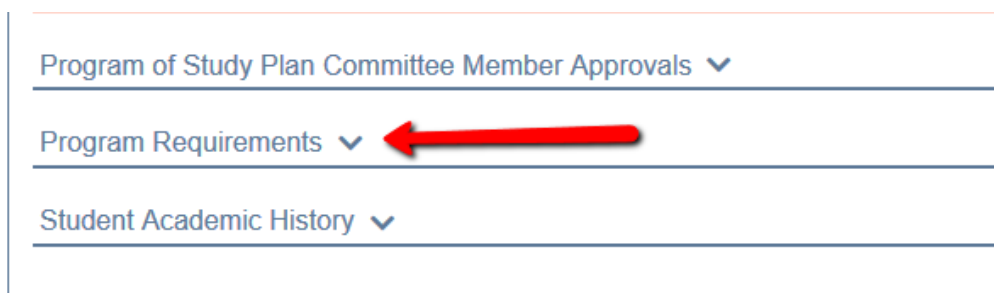 Program of Study Plan Committee Member Approvals
Program Requirements
Student Academic History